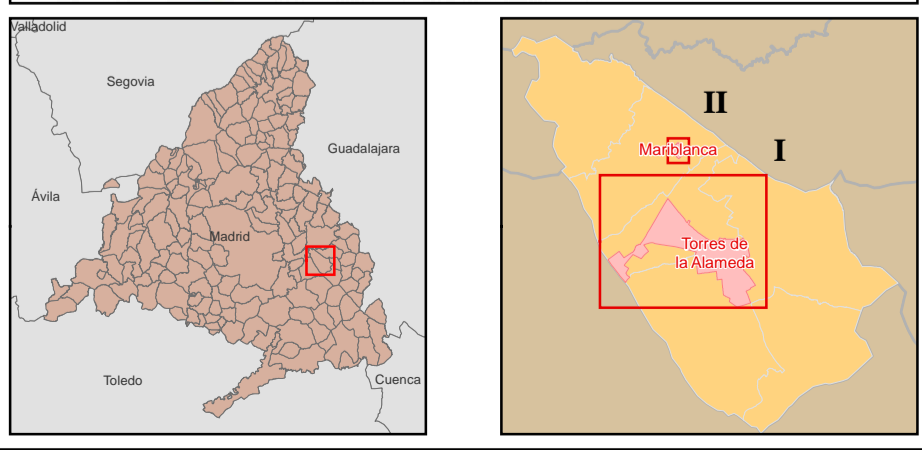 Valladolid
Segovia
Guadalajara
Ávila
Madrid
Toledo
Cuenca
II
Mariblanca
I
Torres de
la Alameda